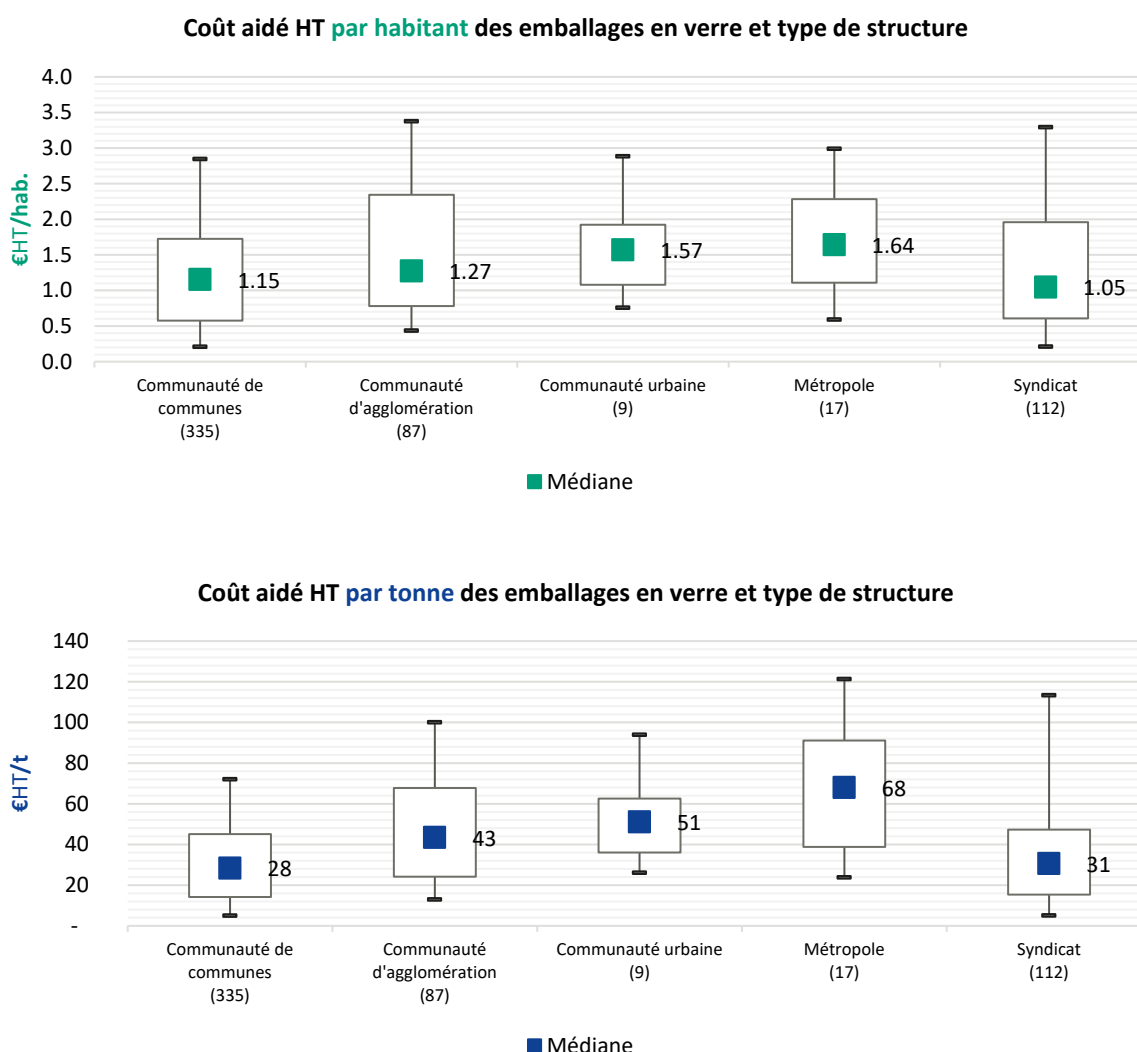 Coût aidé HT par habitant des emballages en verre et type de structure
4.0
3.5
3.0
2.5
2.0
1.5
1.0
0.5
0.0
€HT/hab.
1.15
1.27
1.57
1.64
1.05
Communauté de
communes
(335)
Communauté
d'agglomération
(87)
Communauté urbaine
(9)
Métropole
(17)
Syndicat
(112)
Médiane
Coût aidé HT par tonne des emballages en verre et type de structure
140
120
100
80
60
40
20
-
€HT/t
28
43
51
68
31
Communauté de
communes
(335)
Communauté
d'agglomération
(87)
Communauté urbaine
(9)
Métropole
(17)
Syndicat
(112)
Médiane